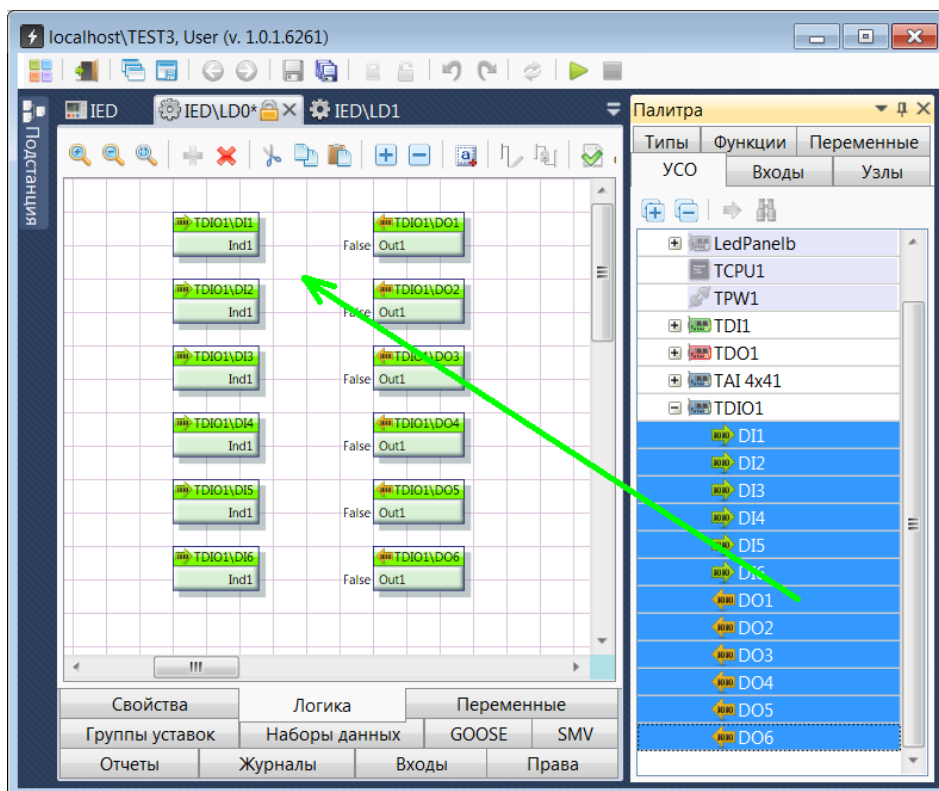 localhost\TEST3, User (v. 1.0.1.6261)
Подстанция
IED
IED\LD0*
IED\LD1
TDIO1\DI1
Ind1
TDIO1\DO1
False Out1
TDIO1\DI2
Ind1
TDIO1\DO2
False Out1
TDIO1\DI3
Ind1
TDIO1\DO3
False Out1
TDIO1\DI4
Ind1
TDIO1\DO4
False Out1
TDIO1\DI5
Ind1
TDIO1\DO5
False Out1
TDIO1\DI6
Ind1
TDIO1\DO6
False Out1
Свойства Логика Переменные
Группы уставок Наборы данных GOOSE SMV
Отчеты Журналы Входы Права
Палитра
Типы Функции Переменные
УСО Входы Узлы
LedPanelb
TCPU1
TPW1
TDI1
TDO1
TAI 4x41
TDIO1
DI1
DI2
DI3
DI4
DI5
DI6
DO1
DO2
DO3
DO4
DO5
DO6